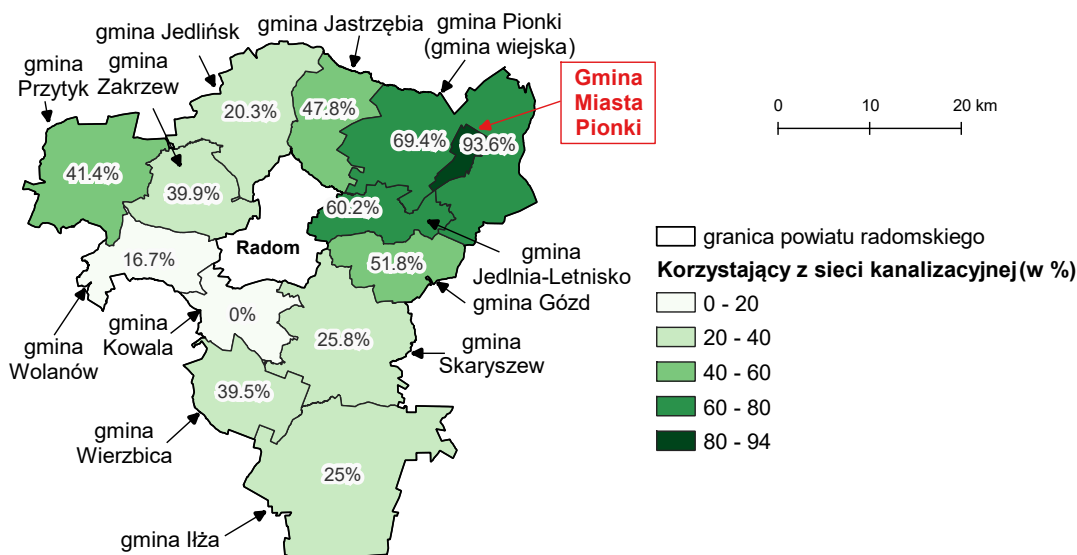 gmina Jedlińsk
gmina Jastrzębia
gmina Pionki
(gmina wiejska)
gmina
Przytyk
gmina
Zakrzew
Gmina
Miasta
Pionki
0 10 20 km
20.3%
47.8%
69.4%
93.6%
41.4%
39.9%
60.2%
Radom
16.7%
51.8%
gmina
Jedlnia-Letnisko
gmina Gózd
0%
25.8%
gmina
Wolanów
gmina
Kowala
gmina
Skaryszew
39.5%
gmina
Wierzbica
25%
gmina Iłża
granica powiatu radomskiego
Korzystający z sieci kanalizacyjnej (w %)
0 - 20
20 - 40
40 - 60
60 - 80
80 - 94